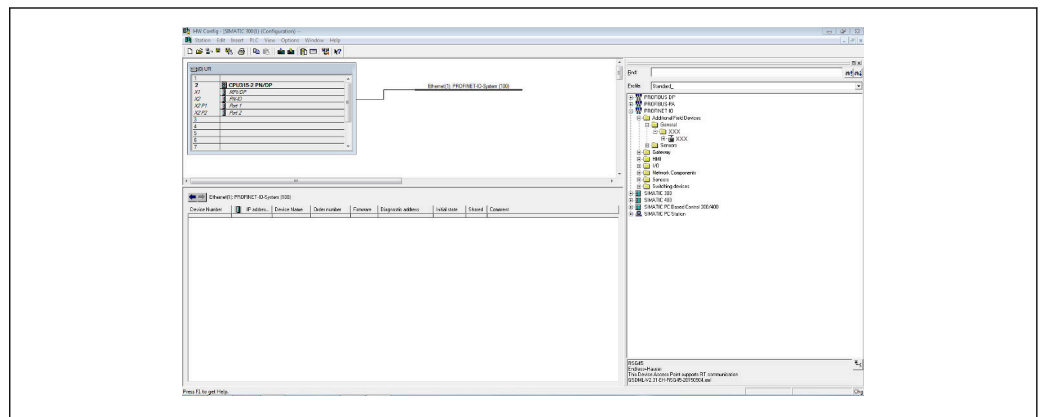 HW Config - [SIMATIC 300(1) (Configuration) --
Station Edit Insert PLC View Options Window Help
(0) UR
1
2 CPU315-2 PN/DP
X1 MPI/DP
X2 PN-IO
X2 P1 Port 1
X2 P2 Port 2
3
4
5
6
7
Ethernet(1): PROFINET-IO-System (100)
Find:
Profile: Standard_
PROFIBUS DP
PROFIBUS-PA
PROFINET IO
Additional Field Devices
General
XXX
XXX
Sensors
Gateway
HMI
I/O
Network Components
Sensors
Switching devices
SIMATIC 300
SIMATIC 400
SIMATIC PC Based Control 300/400
SIMATIC PC Station
Ethernet(1): PROFINET-IO-System (100)
Device Number IP address... Device Name Order number Firmware Diagnostic address Initial state Shared Comment
RSG45
Endress+Hauser
This Device Access Point supports RT communication
Press F1 to get Help.
Chg